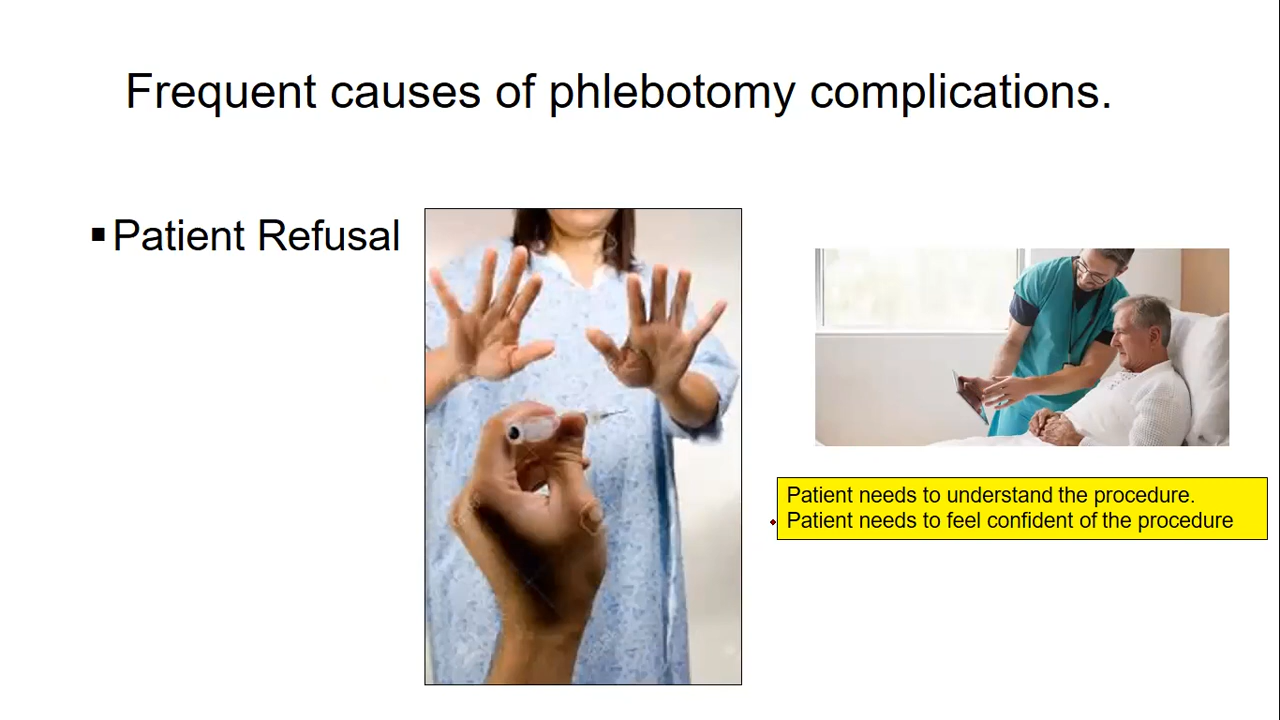 Frequent causes of phlebotomy complications.
Patient Refusal
Patient needs to understand the procedure.
Patient needs to feel confident of the procedure